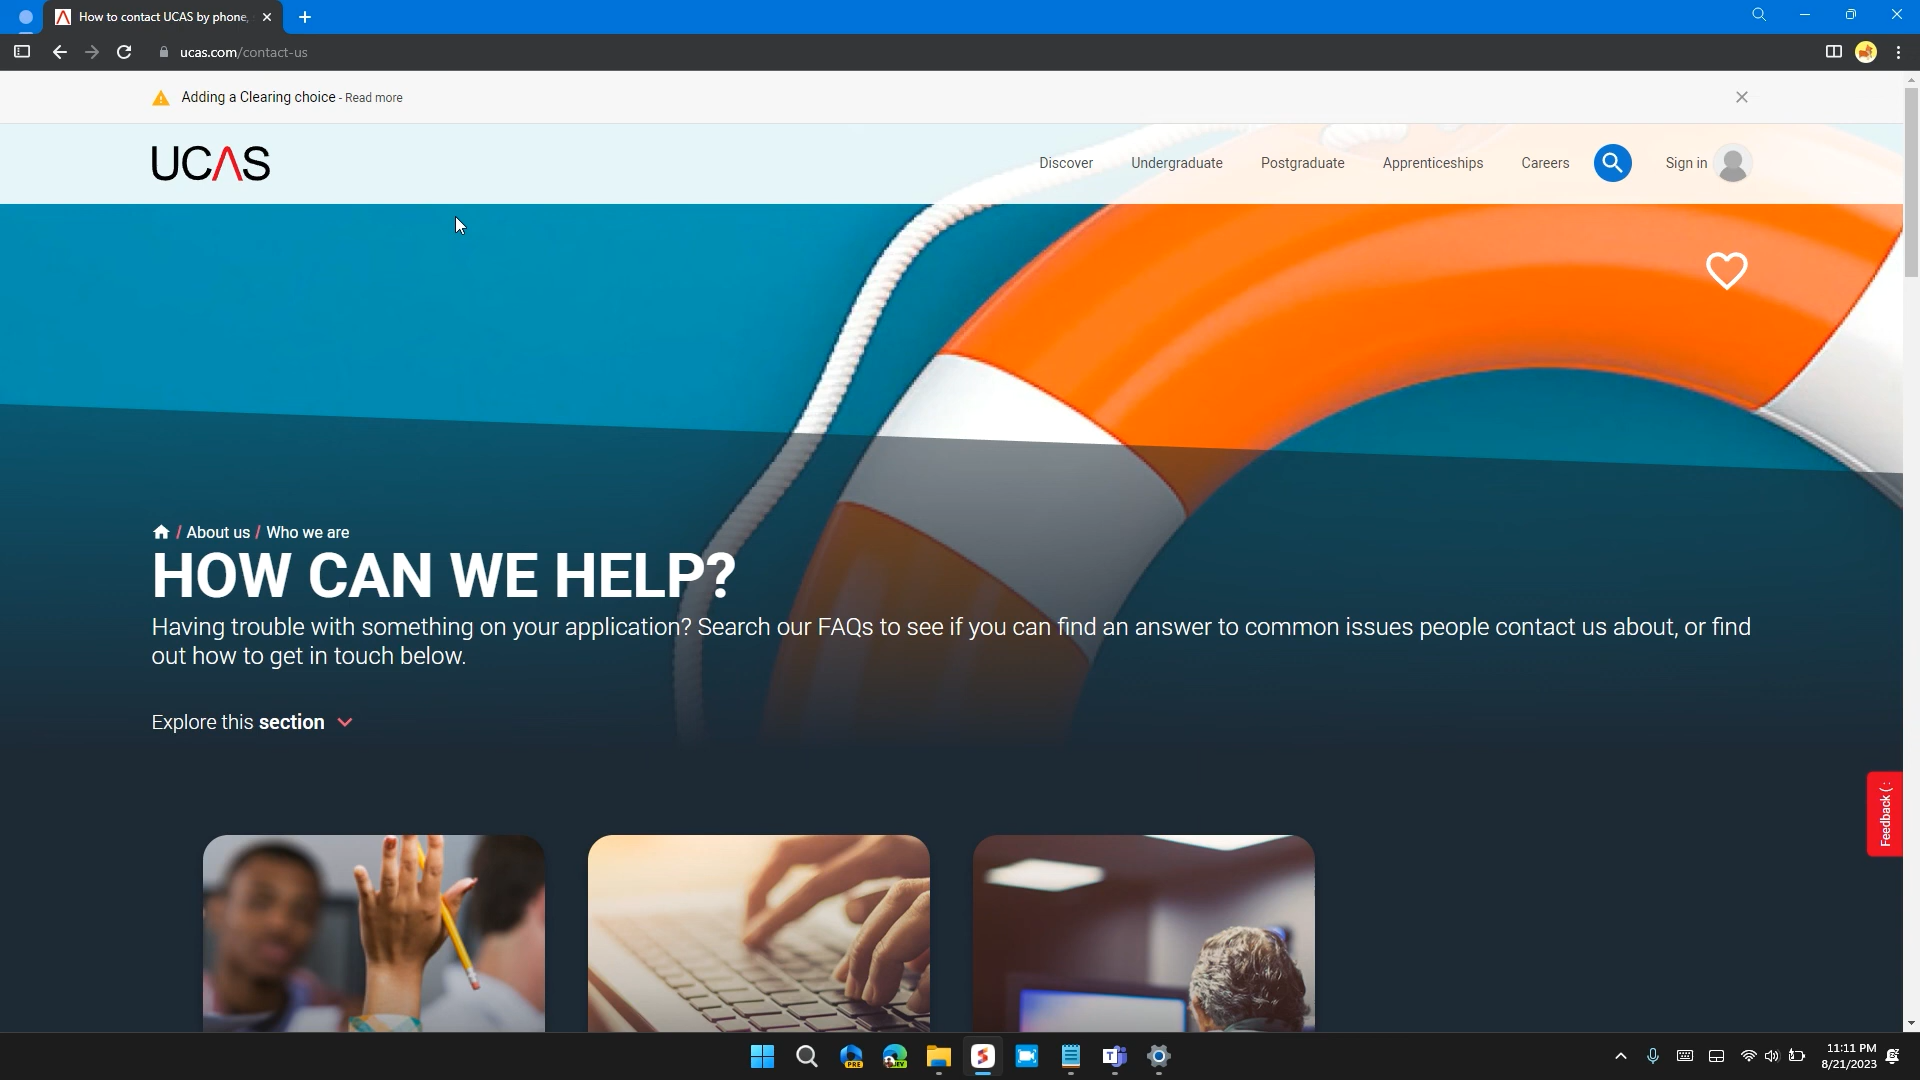 How to contact UCAS by phone,
ucas.com/contact-us
Adding a Clearing choice - Read more
UCAS
Discover
Undergraduate
Postgraduate
Apprenticeships
Careers
Sign in
/ About us / Who we are
HOW CAN WE HELP?
Having trouble with something on your application? Search our FAQs to see if you can find an answer to common issues people contact us about, or find
out how to get in touch below.
Explore this section
Feedback ( :
PRE
DEV
11:11 PM
8/21/2023